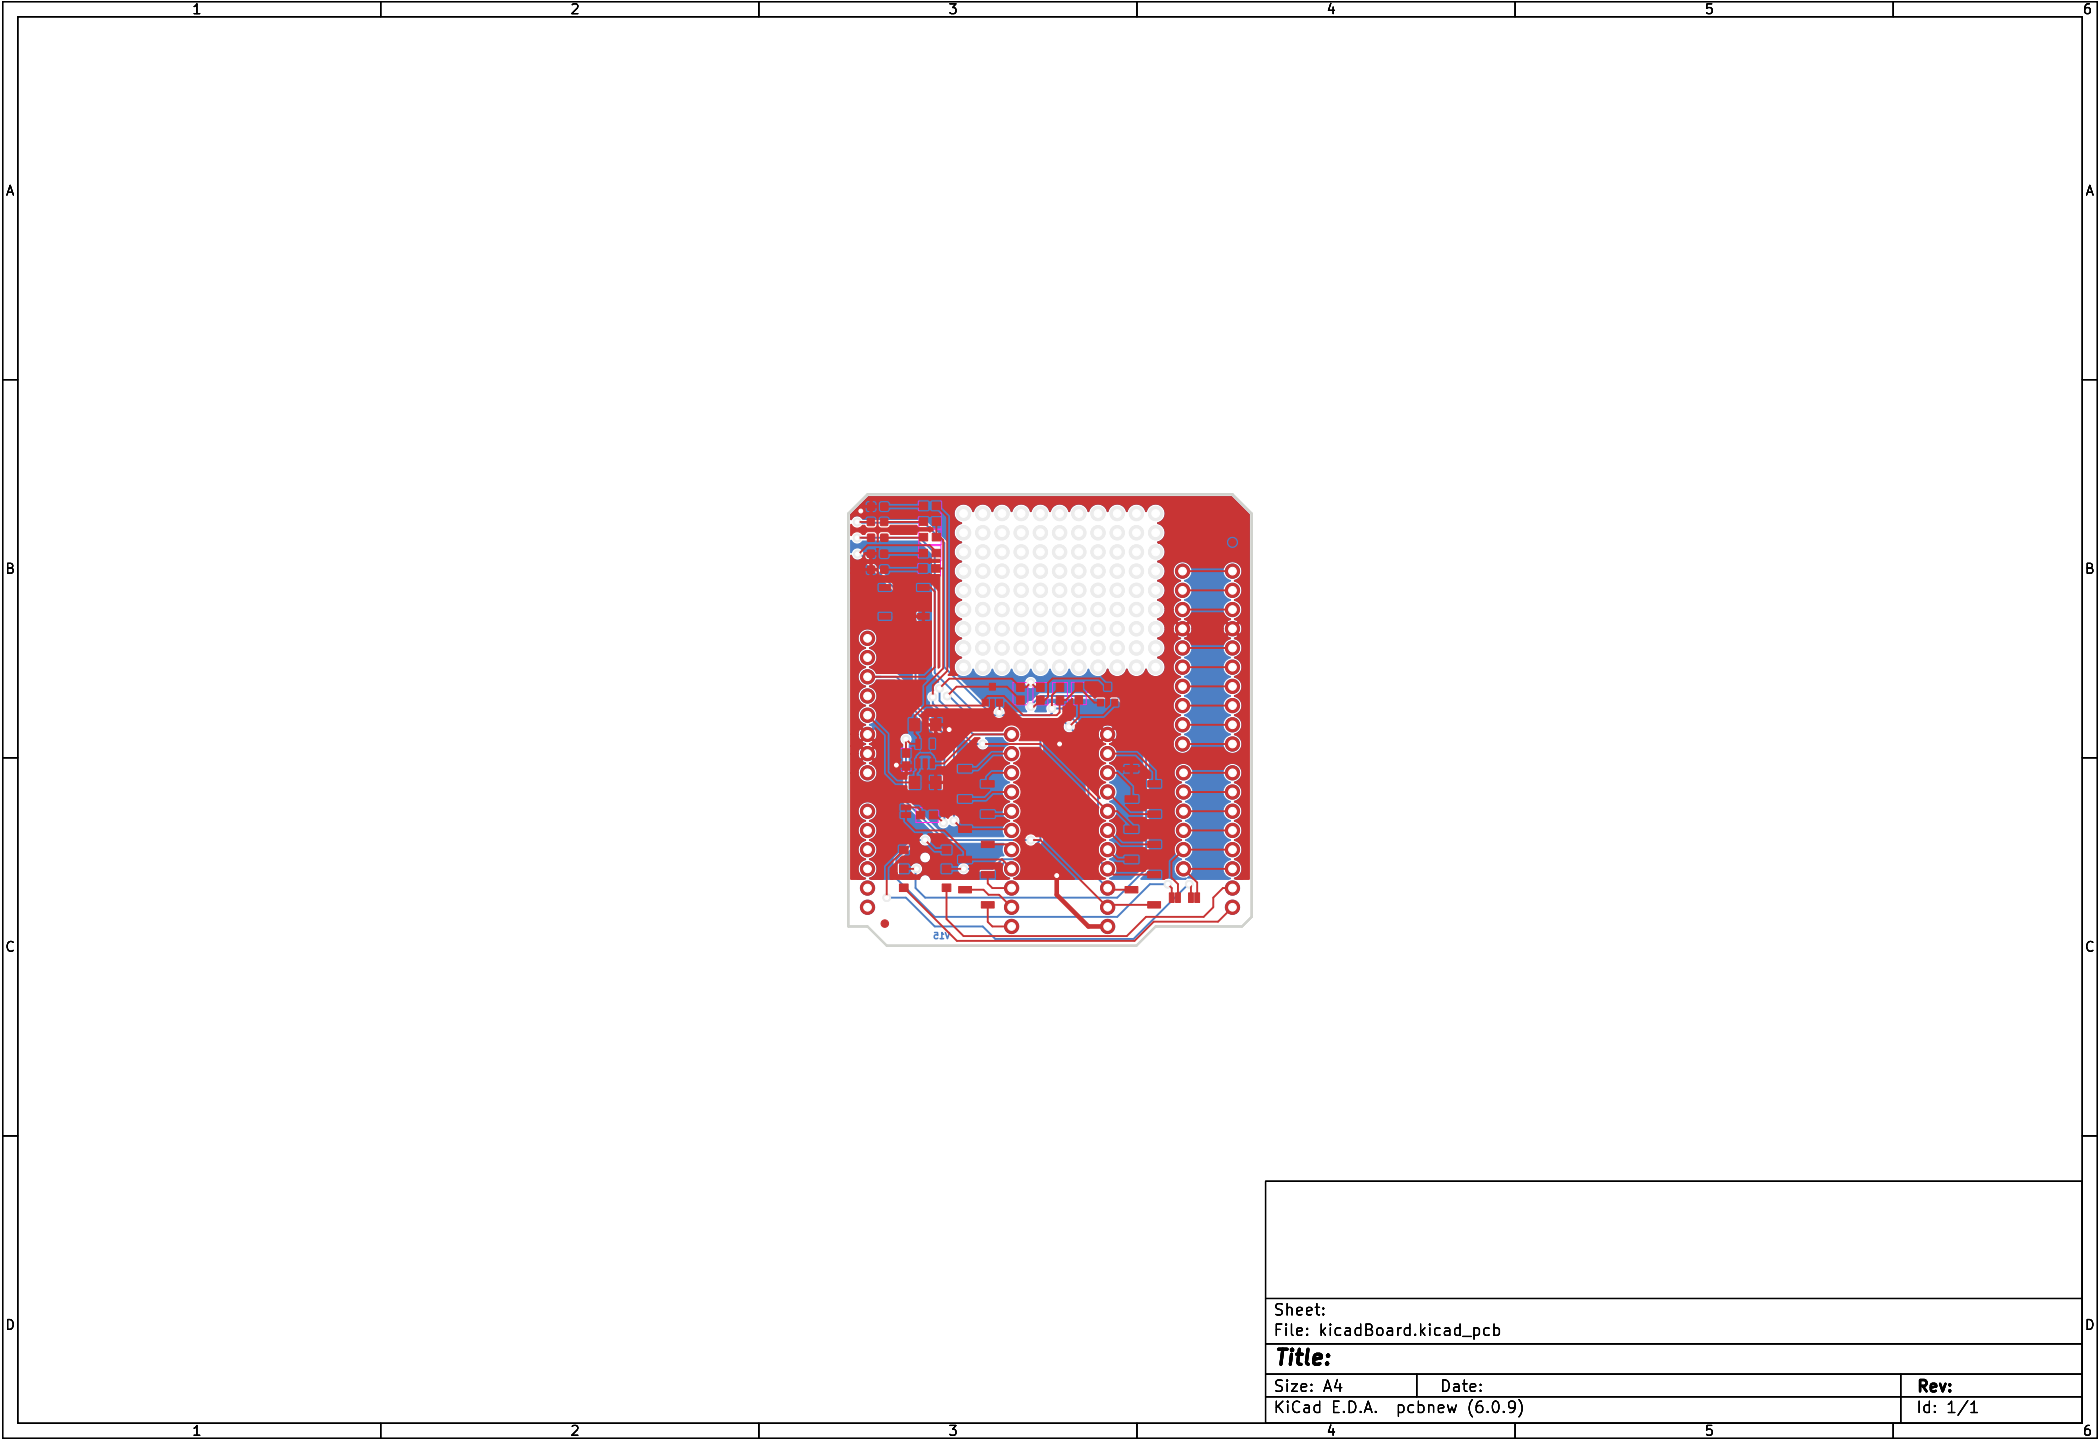 1 2 3 4 5 6
A A
B B
V15
C C
Sheet:
File: kicadBoard.kicad_pcb
D D
Title:
Size: A4 Date: Rev:
KiCad E.D.A. pcbnew (6.0.9) Id: 1/1
1 2 3 4 5 6